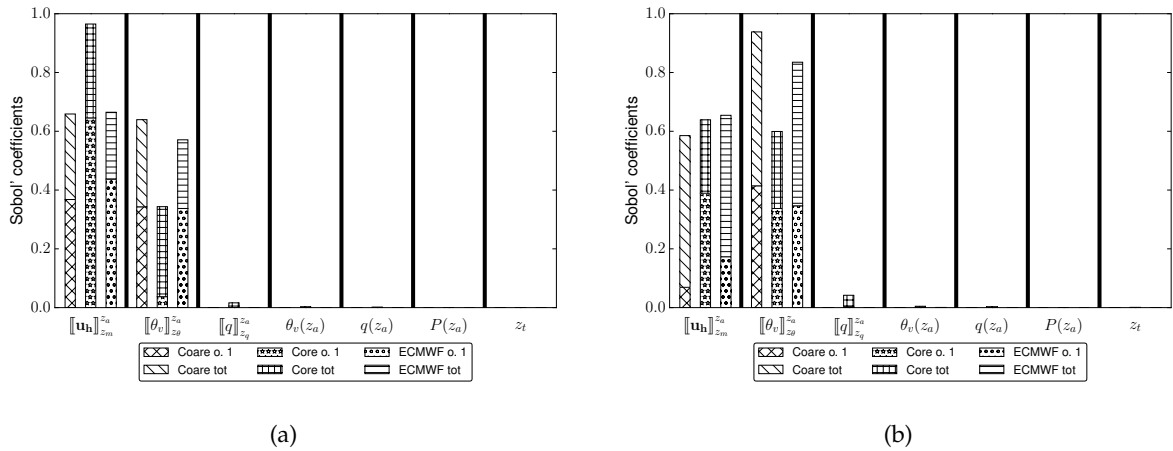 Sobol' coefficients
1.0
0.8
0.6
0.4
0.2
0.0
⟦u_h⟧_{z_m}^{z_a} ⟦θ_v⟧_{z_θ}^{z_a} ⟦q⟧_{z_q}^{z_a} θ_v(z_a) q(z_a) P(z_a) z_t
Coare o. 1 Core o. 1 ECMWF o. 1
Coare tot Core tot ECMWF tot
(a)
Sobol' coefficients
1.0
0.8
0.6
0.4
0.2
0.0
⟦u_h⟧_{z_m}^{z_a} ⟦θ_v⟧_{z_θ}^{z_a} ⟦q⟧_{z_q}^{z_a} θ_v(z_a) q(z_a) P(z_a) z_t
Coare o. 1 Core o. 1 ECMWF o. 1
Coare tot Core tot ECMWF tot
(b)